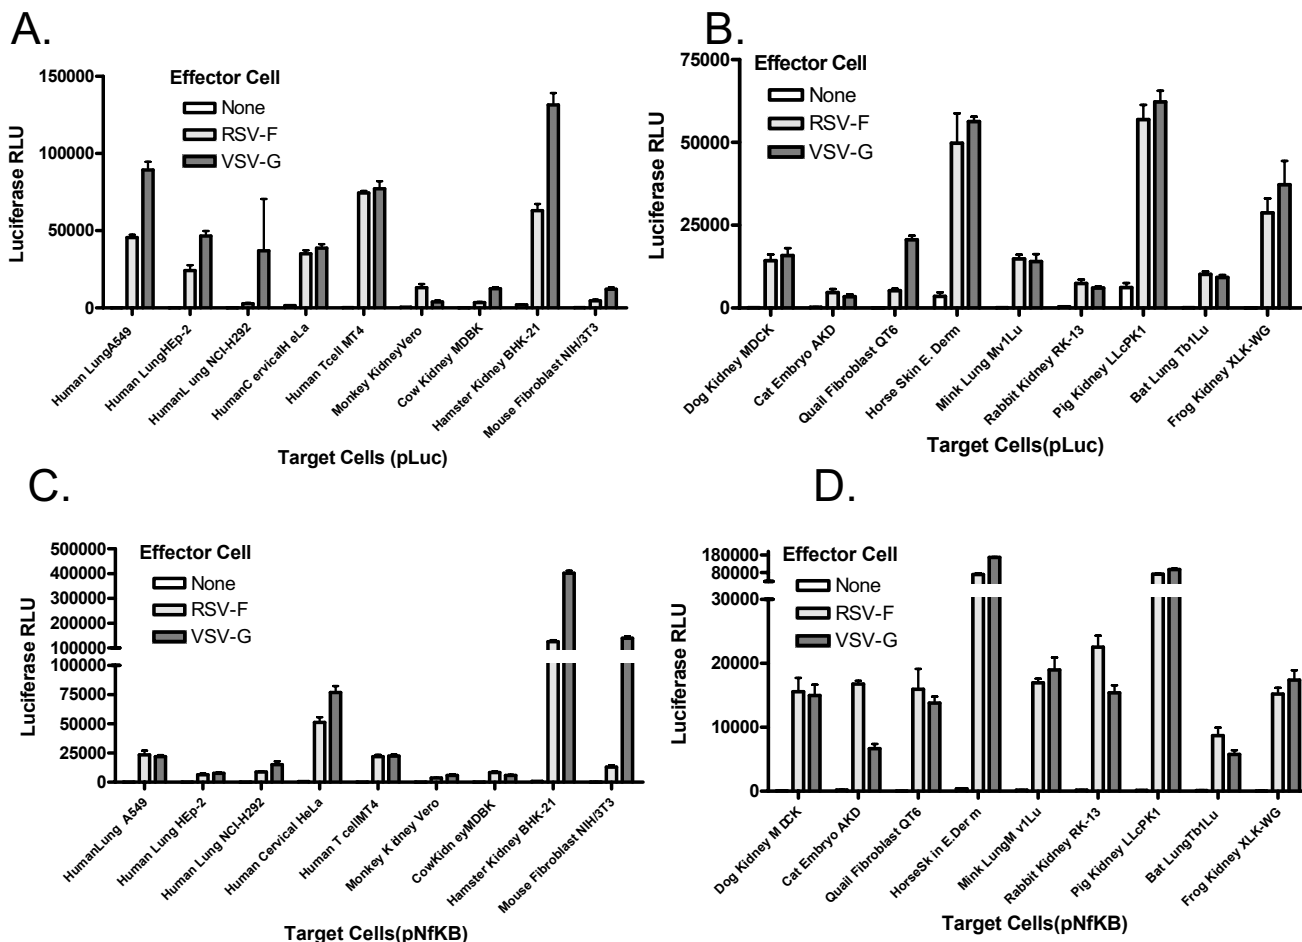 A.
Luciferase RLU
150000
100000
50000
0
Effector Cell
None
RSV-F
VSV-G
Human LungA549
Human LungHEp-2
HumanL ung NCI-H292
HumanC ervicalH eLa
Human Tcell MT4
Monkey KidneyVero
Cow Kidney MDBK
Hamster Kidney BHK-21
Mouse Fibroblast NIH/3T3
Target Cells (pLuc)
B.
Luciferase RLU
75000
50000
25000
0
Effector Cell
None
RSV-F
VSV-G
Dog Kidney MDCK
Cat Embryo AKD
Quail Fibroblast QT6
Horse Skin E. Derm
Mink Lung Mv1Lu
Rabbit Kidney RK-13
Pig Kidney LLcPK1
Bat Lung Tb1Lu
Frog Kidney XLK-WG
Target Cells(pLuc)
C.
Luciferase RLU
500000
400000
300000
200000
100000
100000
75000
50000
25000
0
Effector Cell
None
RSV-F
VSV-G
HumanLung A549
Human Lung HEp-2
Human Lung NCI-H292
Human Cervical HeLa
Human T cellMT4
Monkey K idney Vero
CowKidn eyMDBK
Hamster Kidney BHK-21
Mouse Fibroblast NIH/3T3
Target Cells(pNfKB)
D.
Luciferase RLU
180000
80000
30000
20000
10000
0
Effector Cell
None
RSV-F
VSV-G
Dog Kidney M DCK
Cat Embryo AKD
Quail Fibroblast QT6
HorseSk in E.Der m
Mink LungM v1Lu
Rabbit Kidney RK-13
Pig Kidney LLcPK1
Bat LungTb1Lu
Frog Kidney XLK-WG
Target Cells(pNfKB)